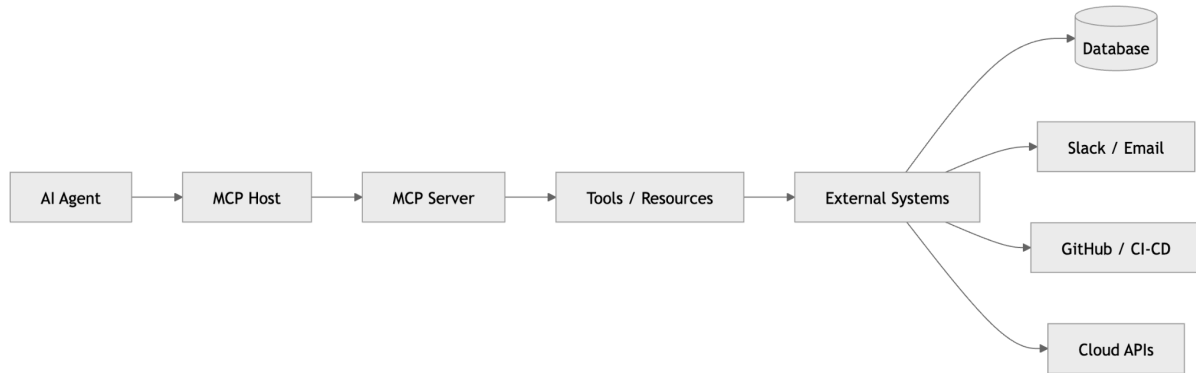 AI Agent
MCP Host
MCP Server
Tools / Resources
External Systems
Database
Slack / Email
GitHub / CI-CD
Cloud APIs